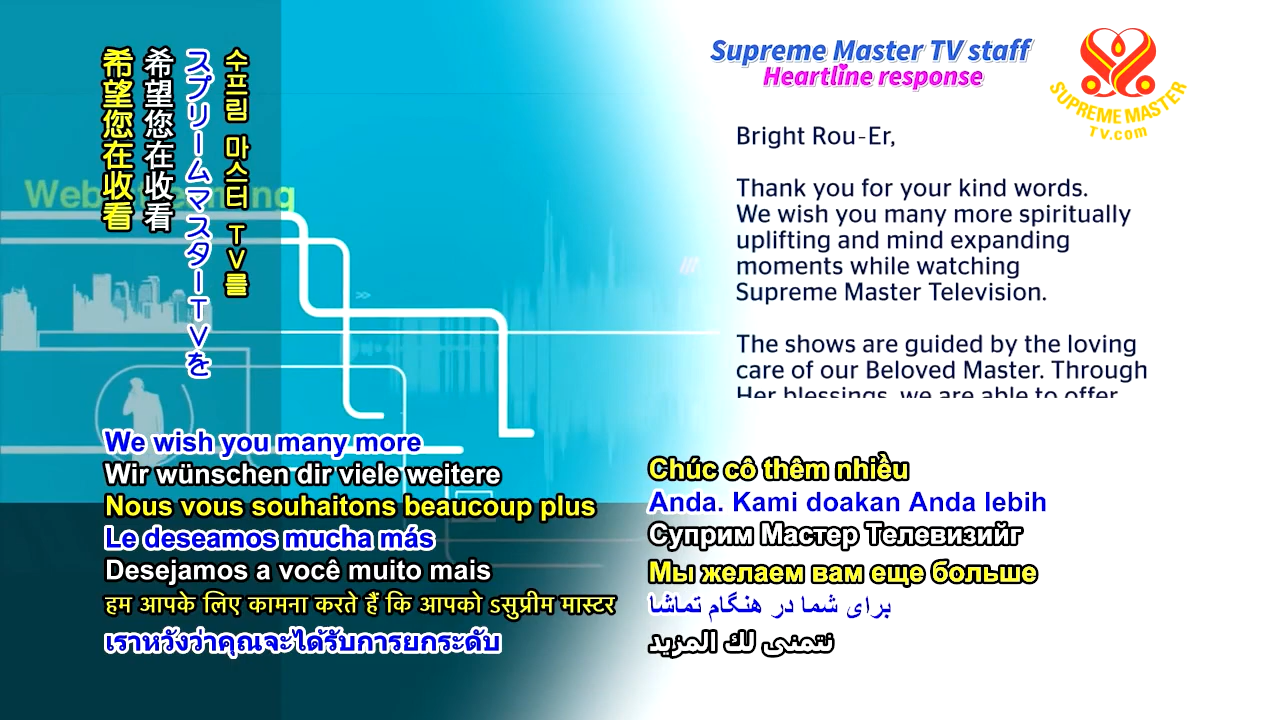 Supreme Master TV staff
Heartline response
SUPREME MASTER
TV.com
Bright Rou-Er,
Thank you for your kind words.
We wish you many more spiritually
uplifting and mind expanding
moments while watching
Supreme Master Television.
The shows are guided by the loving
care of our Beloved Master. Through
Her blessings, we are able to offer
수프림 마스터 TV를
スプリームマスターTVを
希望您在收看
希望您在收看
We wish you many more
Wir wünschen dir viele weitere
Nous vous souhaitons beaucoup plus
Le deseamos mucha más
Desejamos a você muito mais
हम आपके लिए कामना करते हैं कि आपको ऽसुप्रीम मास्टर
เราหวังว่าคุณจะได้รับการยกระดับ
Chúc cô thêm nhiều
Anda. Kami doakan Anda lebih
Суприм Мастер Телевизийг
Мы желаем вам еще больше
برای شما در هنگام تماشا
نتمنى لك المزيد